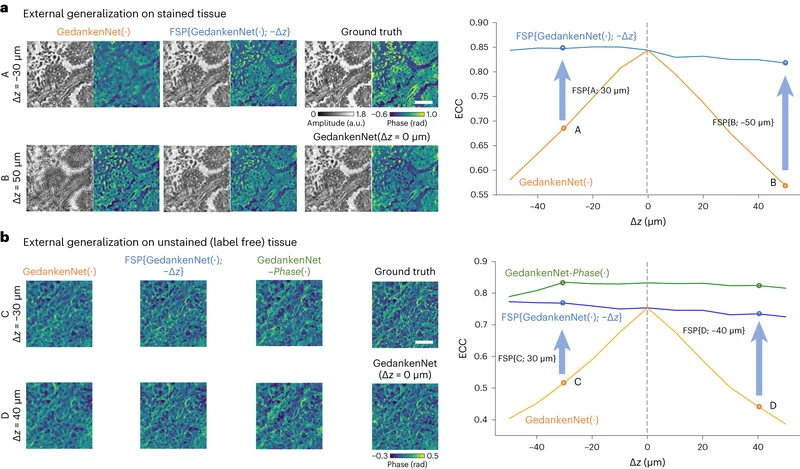 a
External generalization on stained tissue
GedankenNet(·)
FSP{GedankenNet(·); −Δz}
Ground truth
A
Δz = −30 μm
0
1.8
Amplitude (a.u.)
−0.6
1.0
Phase (rad)
GedankenNet(Δz = 0 μm)
B
Δz = 50 μm
0.90
0.85
0.80
0.75
0.70
0.65
0.60
0.55
ECC
FSP{GedankenNet(·); −Δz}
FSP{A; 30 μm}
A
FSP{B; −50 μm}
B
GedankenNet(·)
−40
−20
0
20
40
Δz (μm)
b
External generalization on unstained (label free) tissue
GedankenNet(·)
FSP{GedankenNet(·);
−Δz}
GedankenNet
-Phase(·)
Ground truth
C
Δz = −30 μm
GedankenNet
(Δz = 0 μm)
D
Δz = 40 μm
−0.3
0.5
Phase (rad)
0.9
0.8
0.7
0.6
0.5
0.4
ECC
GedankenNet-Phase(·)
FSP{GedankenNet(·); −Δz}
FSP{C; 30 μm}
C
FSP{D; −40 μm}
D
GedankenNet(·)
−40
−20
0
20
40
Δz (μm)